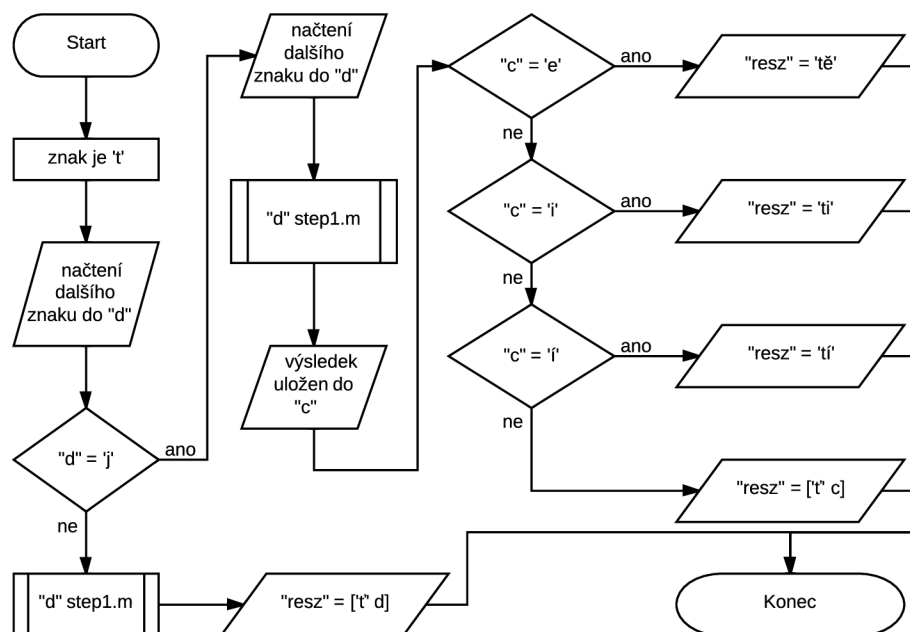 Start
znak je 't'
načtení
dalšího
znaku do "d"
"d" = 'j'
ano
ne
"d" step1.m
"resz" = ['ť' d]
načtení
dalšího
znaku do "d"
"d" step1.m
výsledek
uložen do
"c"
"c" = 'e'
ano
"resz" = 'tě'
ne
"c" = 'i'
ano
"resz" = 'ti'
ne
"c" = 'í'
ano
"resz" = 'tí'
ne
"resz" = ['ť' c]
Konec